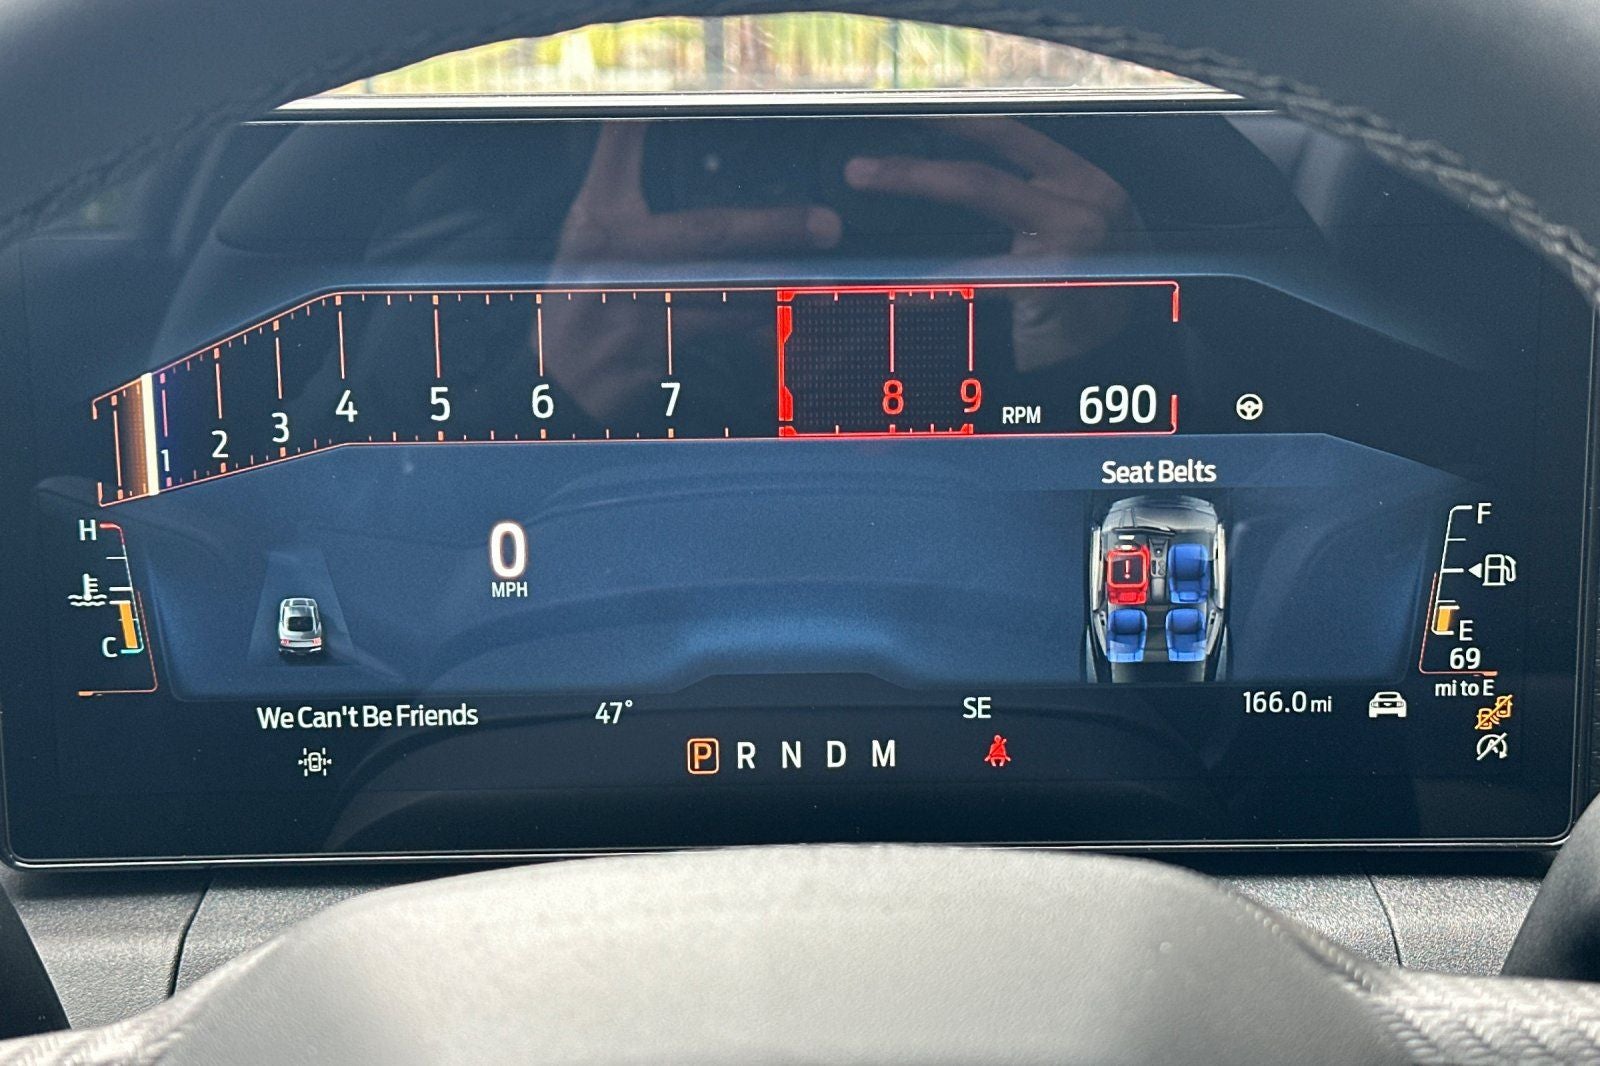 1 2 3 4 5 6 7 8 9 RPM 690
Seat Belts
H
C
0
MPH
F
E
69
mi to E
We Can't Be Friends 47° SE 166.0 mi
P R N D M